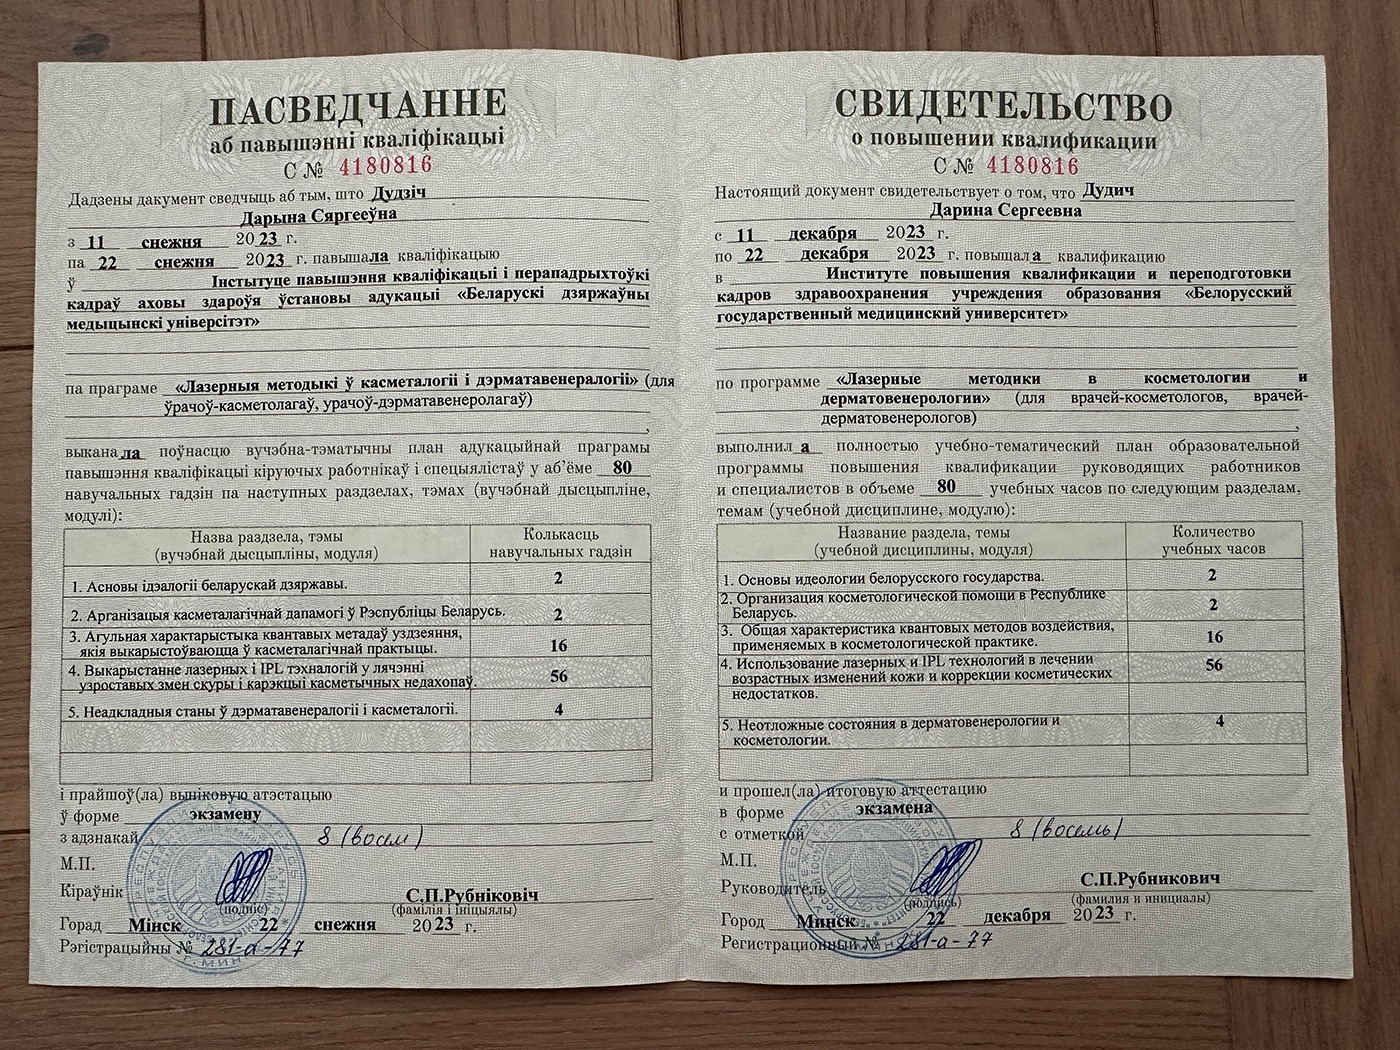 ПАСВЕДЧАННЕ
аб павышэнні кваліфікацыі
С № 4180816
Дадзены дакумент сведчыць аб тым, што Дудзіч
Дарына Сяргееўна
з 11 снежня 2023 г.
па 22 снежня 2023 г. павышала кваліфікацыю
ў Інстытуце павышэння кваліфікацыі і перападрыхтоўкі
кадраў аховы здароўя ўстановы адукацыі «Беларускі дзяржаўны
медыцынскі універсітэт»
па праграме «Лазерныя методыкі ў касметалогіі і дэрматавенералогіі» (для
ўрачоў-касметолагаў, урачоў-дэрматавенеролагаў)
,
выканала поўнасцю вучэбна-тэматычны план адукацыйнай праграмы
павышэння кваліфікацыі кіруючых работнікаў і спецыялістаў у аб'ёме 80
навучальных гадзін па наступных раздзелах, тэмах (вучэбнай дысцыпліне,
модулі):
Назва раздзела, тэмы
(вучэбнай дысцыпліны, модуля)
Колькасць
навучальных гадзін
1. Асновы ідэалогіі беларускай дзяржавы.
2
2. Арганізацыя касметалагічнай дапамогі ў Рэспубліцы Беларусь.
2
3. Агульная характарыстыка квантавых метадаў уздзеяння,
якія выкарыстоўваюцца ў касметалагічнай практыцы.
16
4. Выкарыстанне лазерных і IPL тэхналогій у лячэнні
узроставых змен скуры і карэкцыі касметычных недахопаў.
56
5. Неадкладныя станы ў дэрматавенералогіі і касметалогіі.
4
і прайшоў(ла) выніковую атэстацыю
ў форме экзамену
з адзнакай 8 (восем)
М.П.
Кіраўнік С.П.Рубніковіч
(подпіс) (фамілія і ініцыялы)
Горад Мінск 22 снежня 2023 г.
Рэгістрацыйны № 281-а-77
СВИДЕТЕЛЬСТВО
о повышении квалификации
С № 4180816
Настоящий документ свидетельствует о том, что Дудич
Дарина Сергеевна
с 11 декабря 2023 г.
по 22 декабря 2023 г. повышала квалификацию
в Институте повышения квалификации и переподготовки
кадров здравоохранения учреждения образования «Белорусский
государственный медицинский университет»
по программе «Лазерные методики в косметологии и
дерматовенерологии» (для врачей-косметологов, врачей-
дерматовенерологов)
,
выполнила полностью учебно-тематический план образовательной
программы повышения квалификации руководящих работников
и специалистов в объеме 80 учебных часов по следующим разделам,
темам (учебной дисциплине, модулю):
Название раздела, темы
(учебной дисциплины, модуля)
Количество
учебных часов
1. Основы идеологии белорусского государства.
2
2. Организация косметологической помощи в Республике
Беларусь.
2
3. Общая характеристика квантовых методов воздействия,
применяемых в косметологической практике.
16
4. Использование лазерных и IPL технологий в лечении
возрастных изменений кожи и коррекции косметических
недостатков.
56
5. Неотложные состояния в дерматовенерологии и
косметологии.
4
и прошел(ла) итоговую аттестацию
в форме экзамена
с отметкой 8 (восемь)
М.П.
Руководитель С.П.Рубникович
(подпись) (фамилия и инициалы)
Город Минск 22 декабря 2023 г.
Регистрационный № 281-а-77